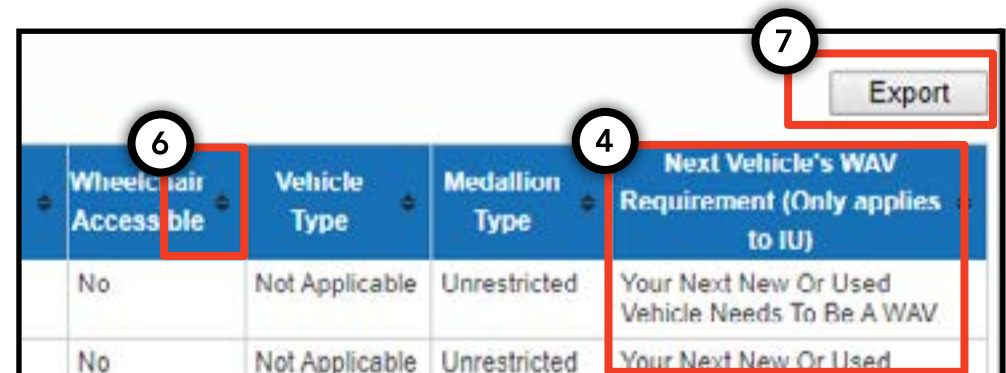 7
Export
6
4
Wheelchair
Accessible
Vehicle
Type
Medallion
Type
Next Vehicle's WAV
Requirement (Only applies
to IU)
No
Not Applicable
Unrestricted
Your Next New Or Used
Vehicle Needs To Be A WAV
No
Not Applicable
Unrestricted
Your Next New Or Used